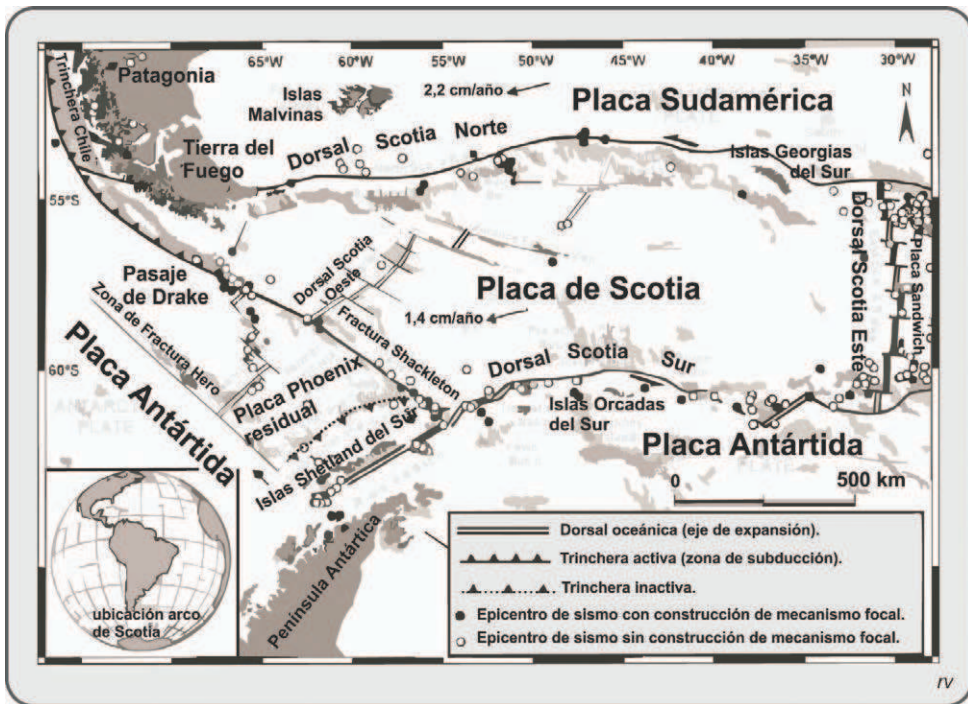 65°W
60°W
55°W
50°W
45°W
40°W
35°W
30°W
Trinchera Chile
Patagonia
Islas
Malvinas
2,2 cm/año
Placa Sudamérica
N
Tierra del
Fuego
Dorsal Scotia Norte
Islas Georgias
del Sur
55°S
Pasaje
de Drake
Dorsal Scotia
Oeste
Placa de Scotia
1,4 cm/año
Dorsal Scotia Este
Placa Sandwich
Zona de Fractura Hero
Fractura Shackleton
Dorsal Scotia Sur
60°S
Placa Antártida
Placa Phoenix
residual
Islas Orcadas
del Sur
Placa Antártida
Islas Shetland del Sur
0 500 km
Península Antártica
ubicación arco
de Scotia
Dorsal oceánica (eje de expansión).
Trinchera activa (zona de subducción).
Trinchera inactiva.
Epicentro de sismo con construcción de mecanismo focal.
Epicentro de sismo sin construcción de mecanismo focal.
rv